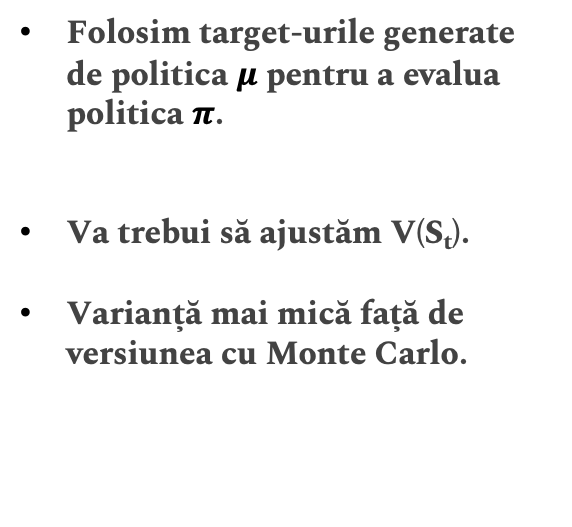 • Folosim target-urile generate
de politica μ pentru a evalua
politica π.
• Va trebui să ajustăm V(Sₜ).
• Varianță mai mică față de
versiunea cu Monte Carlo.